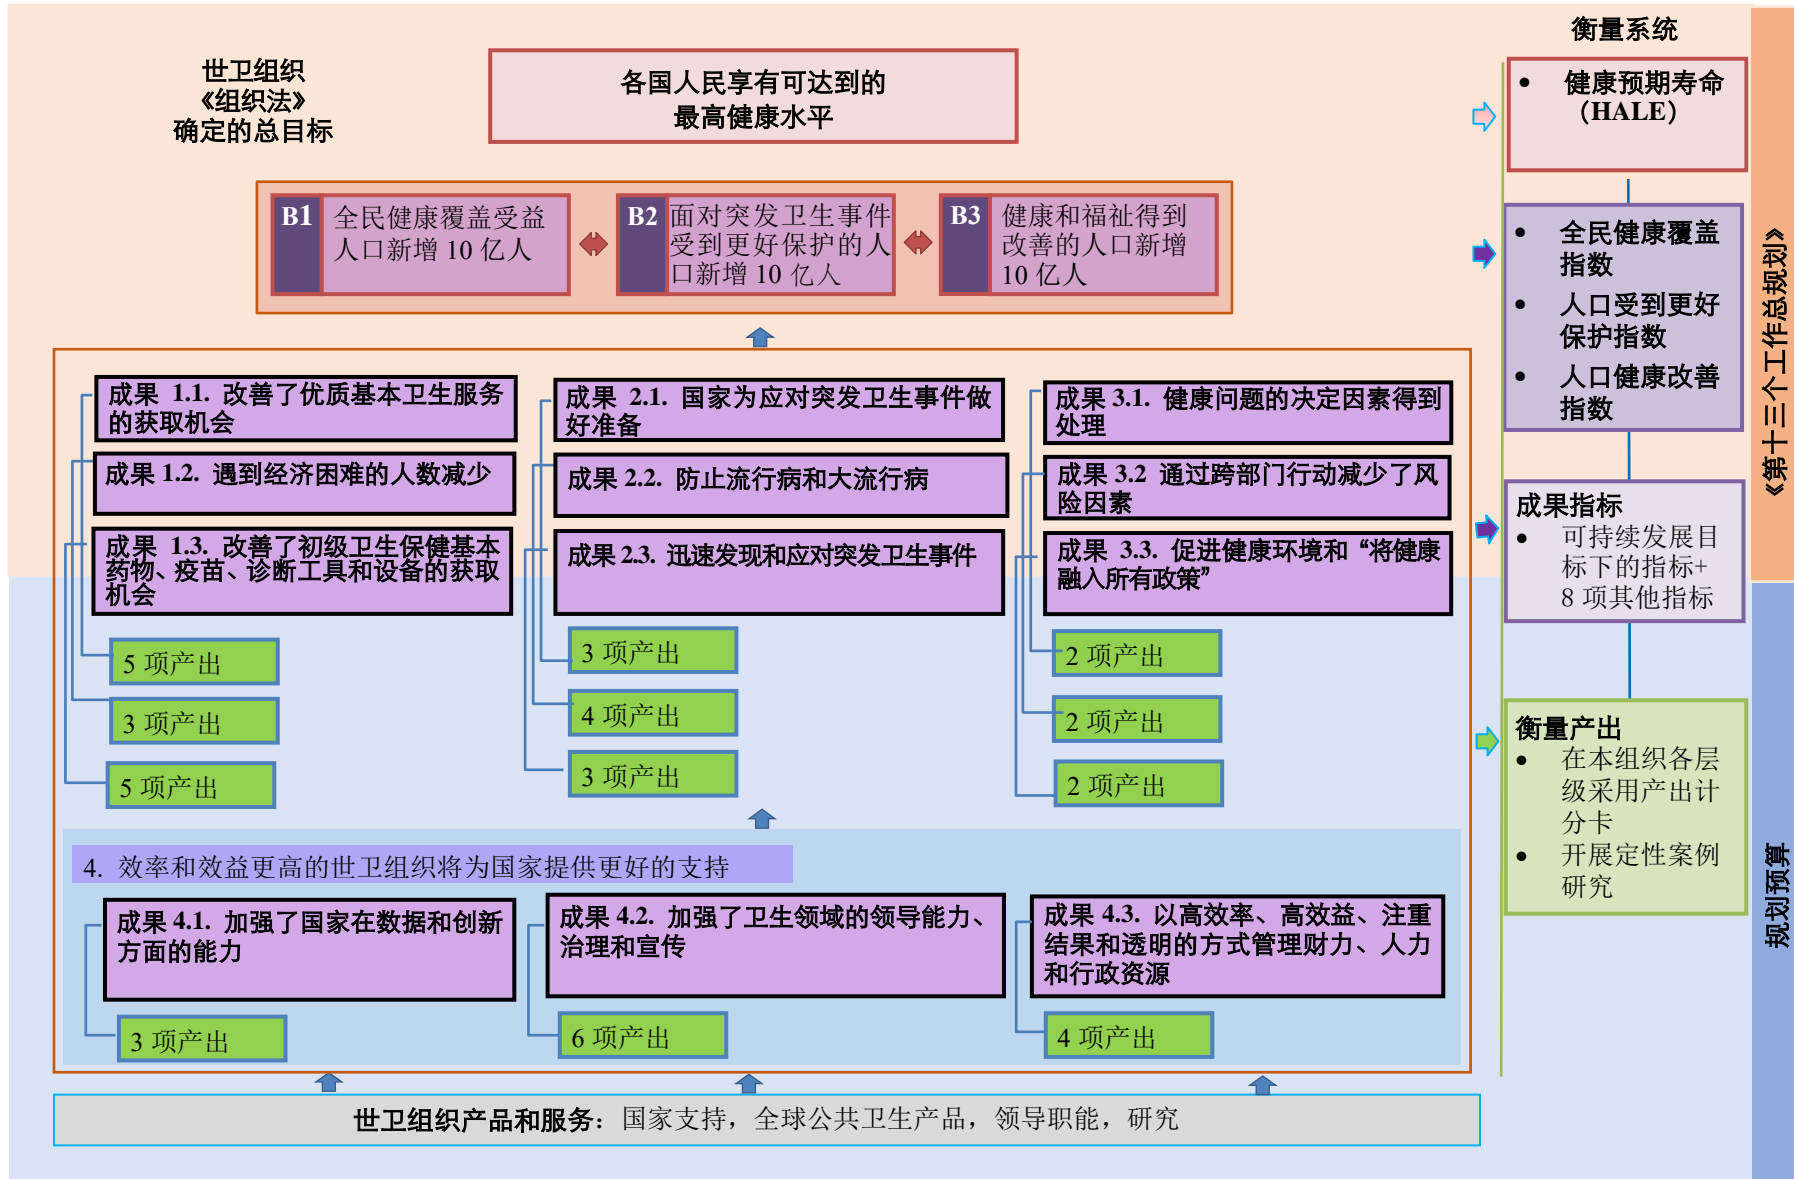 世卫组织
《组织法》
确定的总目标
各国人民享有可达到的
最高健康水平
衡量系统
• 健康预期寿命
（HALE）
B1
全民健康覆盖受益
人口新增 10 亿人
B2
面对突发卫生事件
受到更好保护的人
口新增 10 亿人
B3
健康和福祉得到
改善的人口新增
10 亿人
• 全民健康覆盖
指数
• 人口受到更好
保护指数
• 人口健康改善
指数
《第十三个工作总规划》
成果 1.1. 改善了优质基本卫生服务
的获取机会
成果 1.2. 遇到经济困难的人数减少
成果 1.3. 改善了初级卫生保健基本
药物、疫苗、诊断工具和设备的获取
机会
成果 2.1. 国家为应对突发卫生事件做
好准备
成果 2.2. 防止流行病和大流行病
成果 2.3. 迅速发现和应对突发卫生事件
成果 3.1. 健康问题的决定因素得到
处理
成果 3.2 通过跨部门行动减少了风
险因素
成果 3.3. 促进健康环境和“将健康
融入所有政策”
成果指标
• 可持续发展目
标下的指标+
8 项其他指标
5 项产出
3 项产出
5 项产出
3 项产出
4 项产出
3 项产出
2 项产出
2 项产出
2 项产出
衡量产出
• 在本组织各层
级采用产出计
分卡
• 开展定性案例
研究
规划预算
4. 效率和效益更高的世卫组织将为国家提供更好的支持
成果 4.1. 加强了国家在数据和创新
方面的能力
成果 4.2. 加强了卫生领域的领导能力、
治理和宣传
成果 4.3. 以高效率、高效益、注重
结果和透明的方式管理财力、人力
和行政资源
3 项产出
6 项产出
4 项产出
世卫组织产品和服务：国家支持，全球公共卫生产品，领导职能，研究